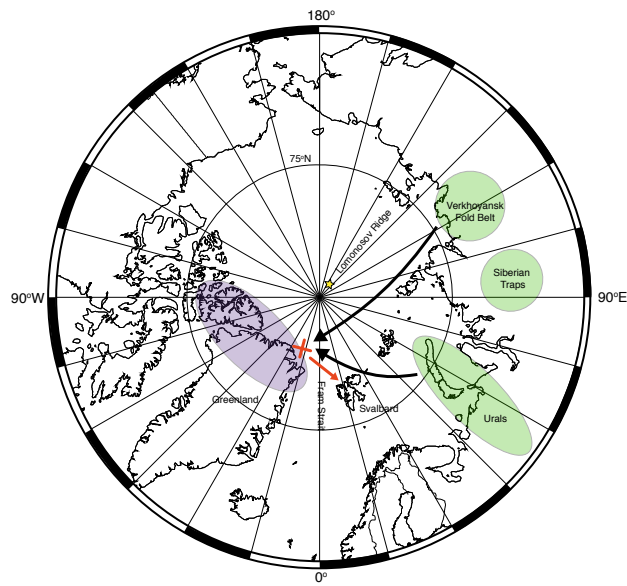 180°
75°N
Lomonosov Ridge
Verkhoyansk
Fold Belt
Siberian
Traps
90°W
90°E
Greenland
Fram Strait
Svalbard
Urals
0°